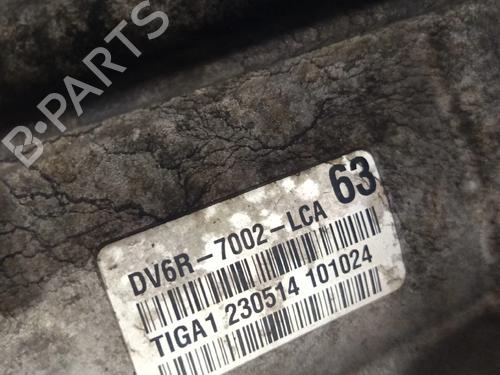 B-PARTS
63
DV6R-7002-LCA
TIGA1 230514 101024